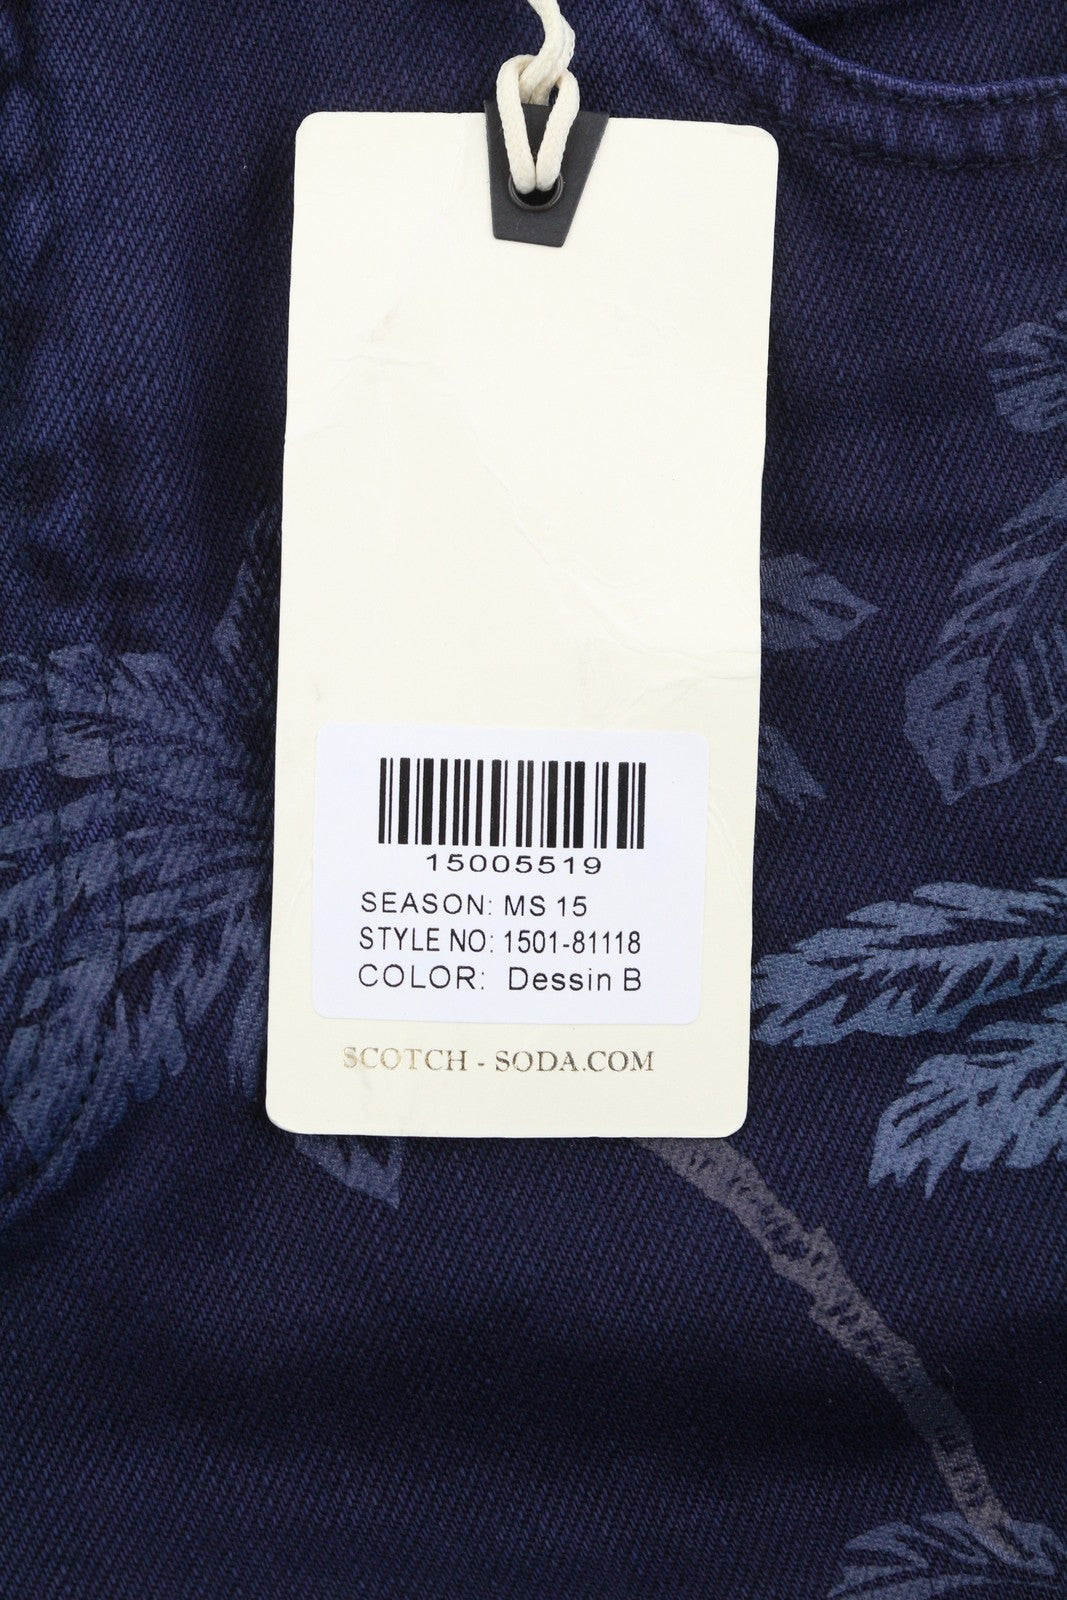 15005519
SEASON: MS 15
STYLE NO: 1501-81118
COLOR: Dessin B
SCOTCH - SODA.COM